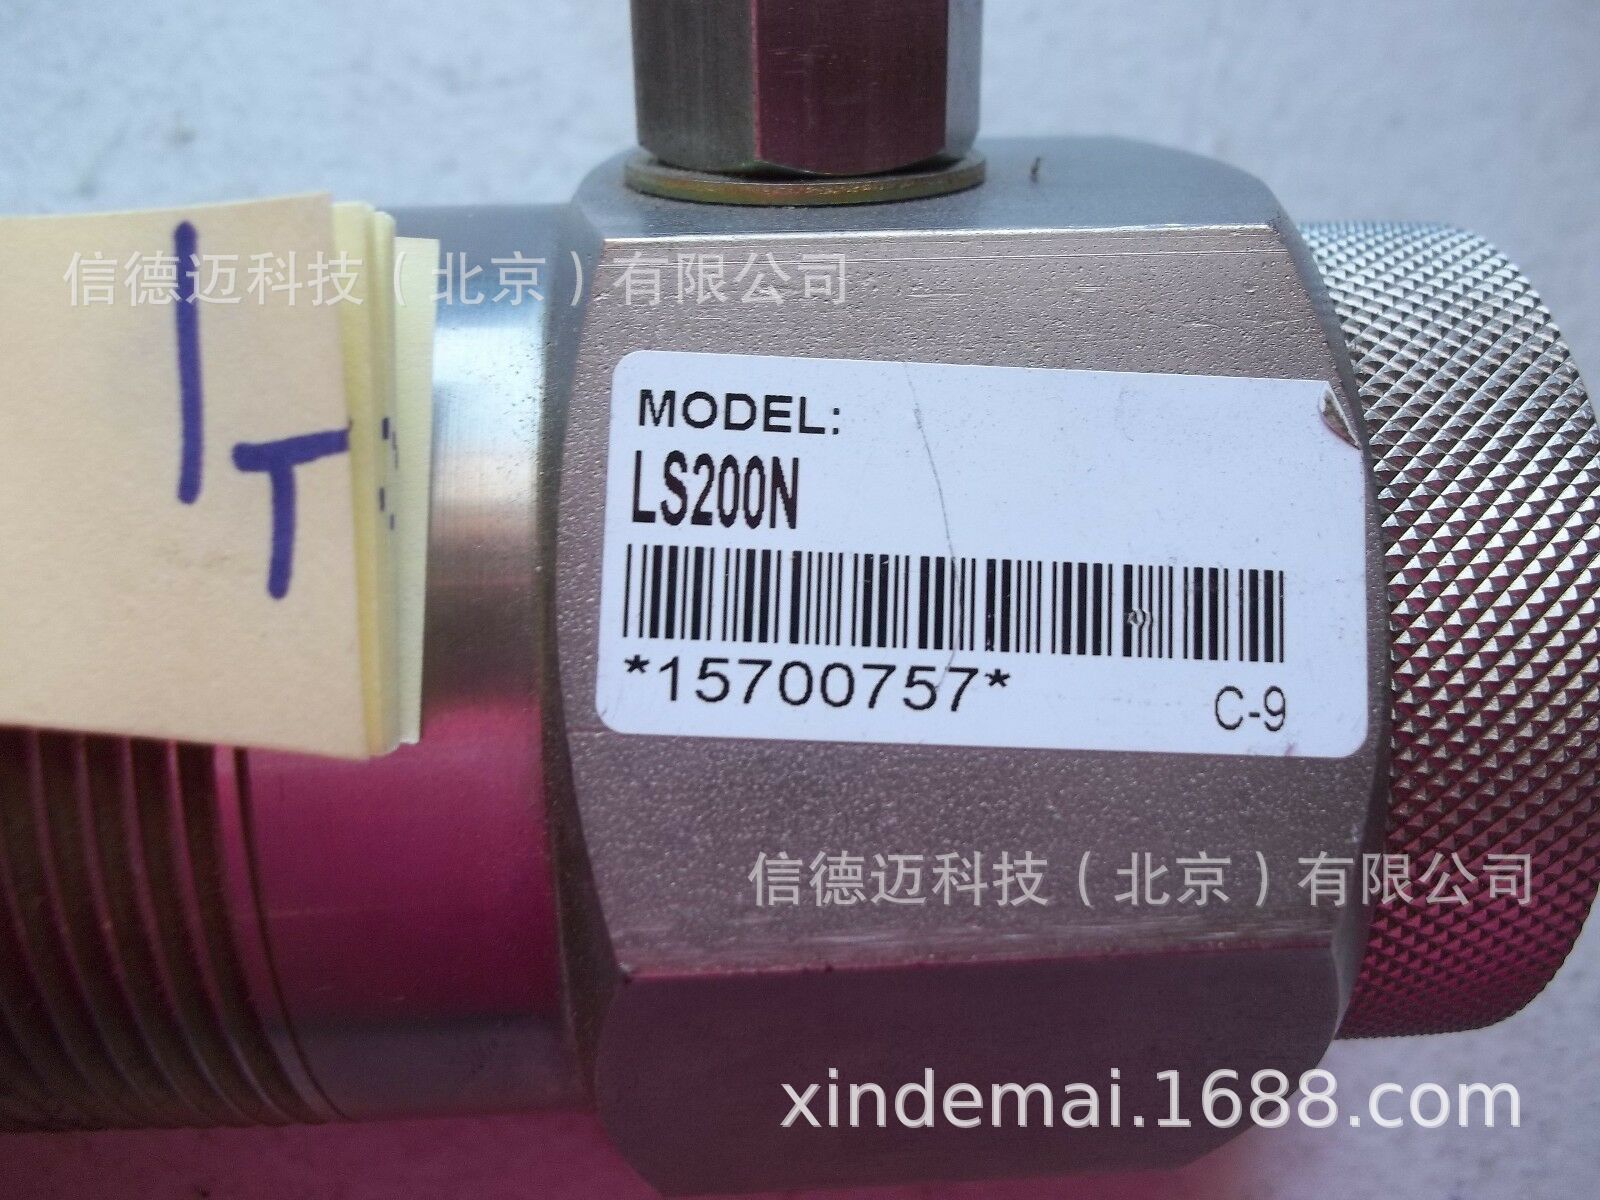 信德迈科技（北京）有限公司
I
T
MODEL:
LS200N
*15700757*
C-9
信德迈科技（北京）有限公司
xindemai.1688.com